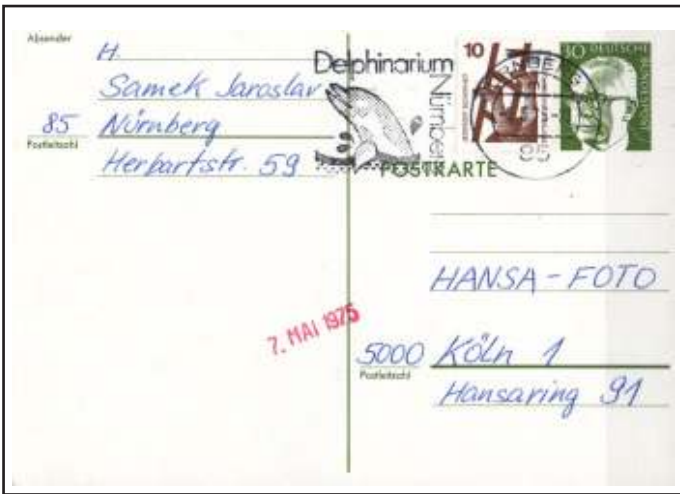 Absender
H.
Samek Jaroslav
85 Nürnberg
Postleitzahl
Herbartstr. 59
Delphinarium
Nürnberg
10
30 DEUTSCHE
85
POSTKARTE
HANSA-FOTO
7. MAI 1975
5000 Köln 1
Postleitzahl
Hansaring 91